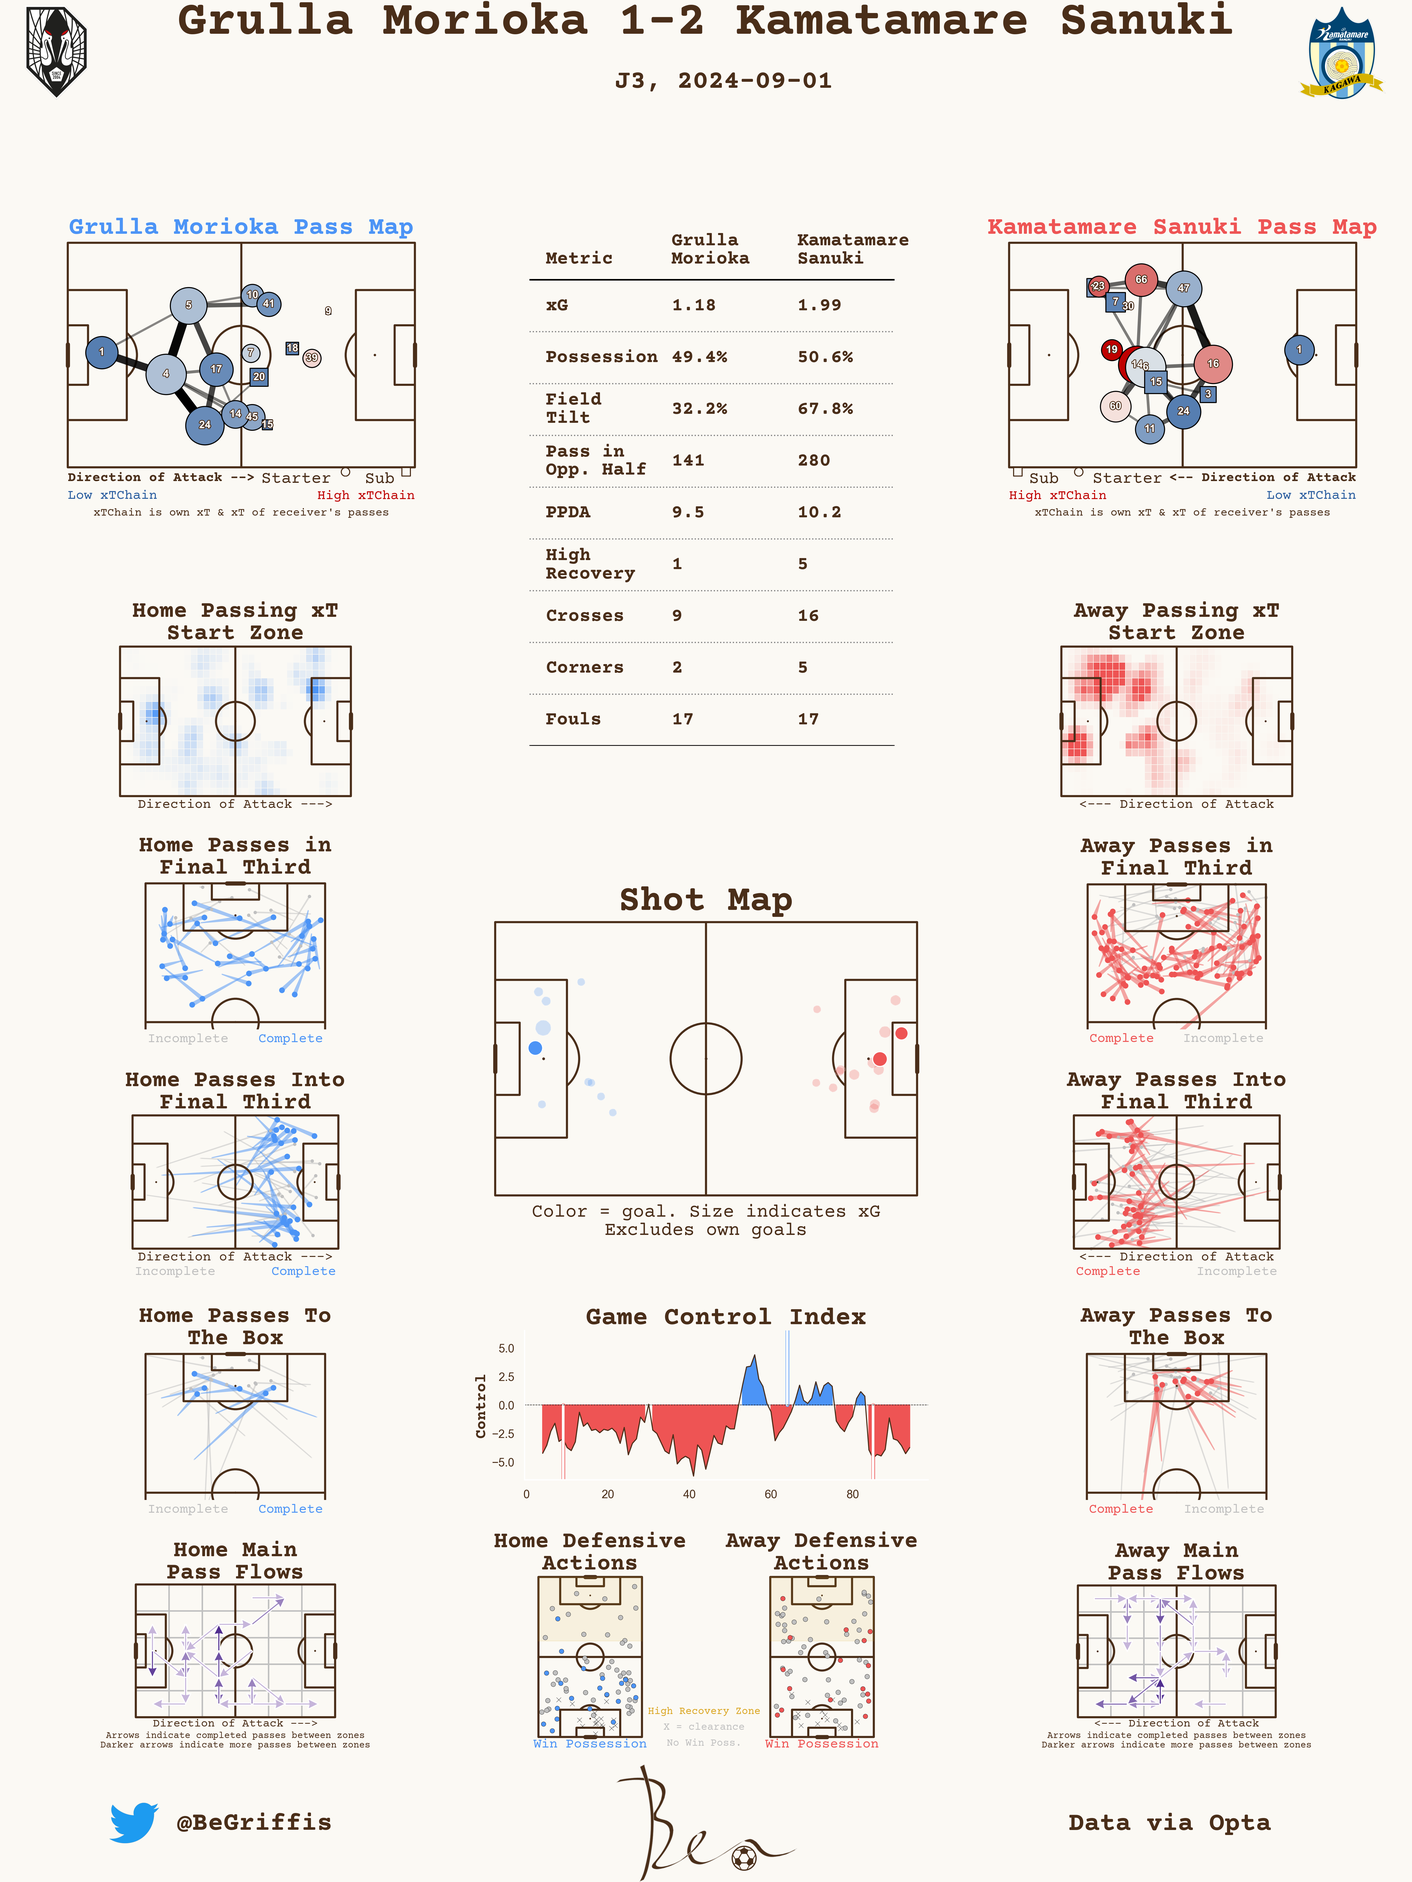 Grulla Morioka 1-2 Kamatamare Sanuki
J3, 2024-09-01
SINCE
Kamatamare
SANUKI
KAGAWA
Grulla Morioka Pass Map
1
5
4
17
24
10
41
7
20
14
45
15
18
39
9
Direction of Attack --> Starter Sub
Low xTChain High xTChain
xTChain is own xT & xT of receiver's passes
Metric Grulla Morioka Kamatamare Sanuki
xG 1.18 1.99
Possession 49.4% 50.6%
Field Tilt 32.2% 67.8%
Pass in Opp. Half 141 280
PPDA 9.5 10.2
High Recovery 1 5
Crosses 9 16
Corners 2 5
Fouls 17 17
Kamatamare Sanuki Pass Map
23
66
47
7
30
19
14
6
16
1
15
3
60
24
11
Sub Starter <-- Direction of Attack
High xTChain Low xTChain
xTChain is own xT & xT of receiver's passes
Home Passing xT
Start Zone
Direction of Attack --->
Away Passing xT
Start Zone
<--- Direction of Attack
Home Passes in
Final Third
Incomplete Complete
Away Passes in
Final Third
Complete Incomplete
Shot Map
Color = goal. Size indicates xG
Excludes own goals
Home Passes Into
Final Third
Direction of Attack --->
Incomplete Complete
Away Passes Into
Final Third
<--- Direction of Attack
Complete Incomplete
Home Passes To
The Box
Incomplete Complete
Game Control Index
Control
5.0
2.5
0.0
−2.5
−5.0
0 20 40 60 80
Away Passes To
The Box
Complete Incomplete
Home Main
Pass Flows
Direction of Attack --->
Arrows indicate completed passes between zones
Darker arrows indicate more passes between zones
Home Defensive
Actions
Win Possession
High Recovery Zone
X = clearance
No Win Poss.
Away Defensive
Actions
Win Possession
Away Main
Pass Flows
<--- Direction of Attack
Arrows indicate completed passes between zones
Darker arrows indicate more passes between zones
@BeGriffis
Ben
Data via Opta